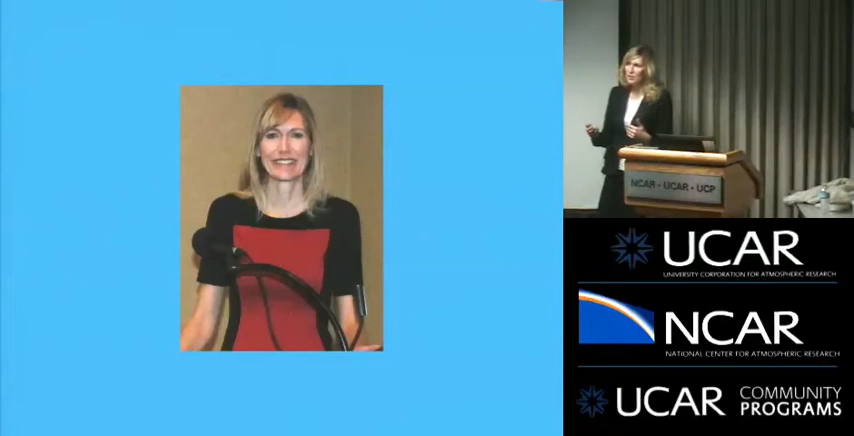 NCAR • UCAR • UCP
UCAR
UNIVERSITY CORPORATION FOR ATMOSPHERIC RESEARCH
NCAR
NATIONAL CENTER FOR ATMOSPHERIC RESEARCH
UCAR COMMUNITY
PROGRAMS